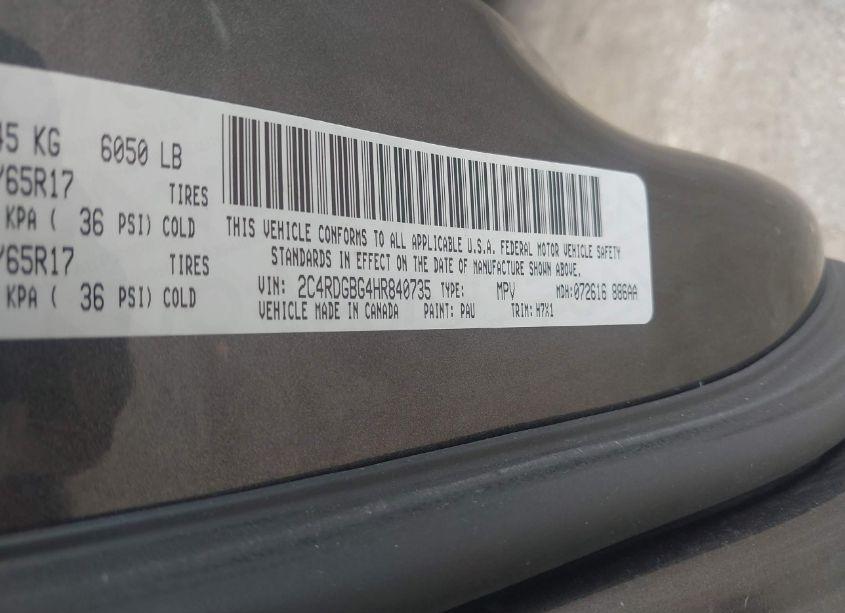 45 KG 6050 LB
/65R17 TIRES
KPA ( 36 PSI) COLD
/65R17 TIRES
KPA ( 36 PSI) COLD
THIS VEHICLE CONFORMS TO ALL APPLICABLE U.S.A. FEDERAL MOTOR VEHICLE SAFETY
STANDARDS IN EFFECT ON THE DATE OF MANUFACTURE SHOWN ABOVE.
VIN: 2C4RDGBG4HR840735 TYPE: MPV MDH:072616 886AA
VEHICLE MADE IN CANADA PAINT: PAU TRIM: H7X1